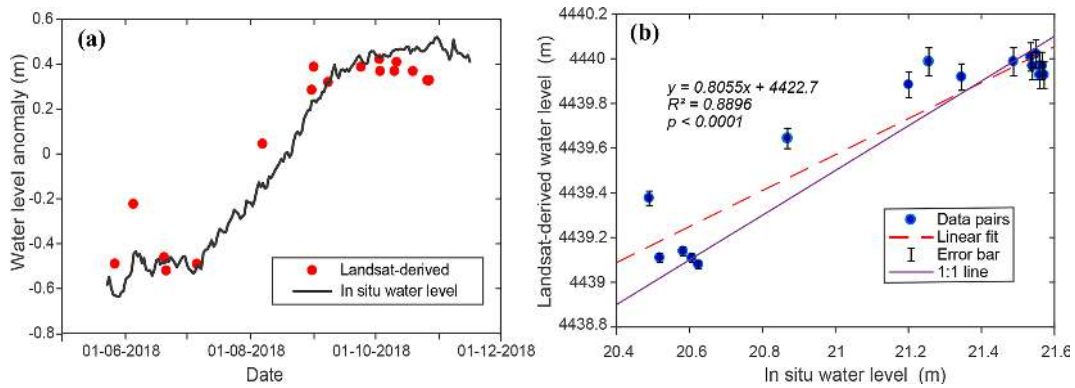 (a)
Water level anomaly (m)
0.6
0.4
0.2
0
-0.2
-0.4
-0.6
-0.8
01-06-2018
01-08-2018
01-10-2018
01-12-2018
Date
Landsat-derived
In situ water level
(b)
Landsat-derived water level (m)
4440.2
4440
4439.8
4439.6
4439.4
4439.2
4439
4438.8
20.4
20.6
20.8
21
21.2
21.4
21.6
In situ water level (m)
y = 0.8055x + 4422.7
R² = 0.8896
p < 0.0001
Data pairs
Linear fit
Error bar
1:1 line